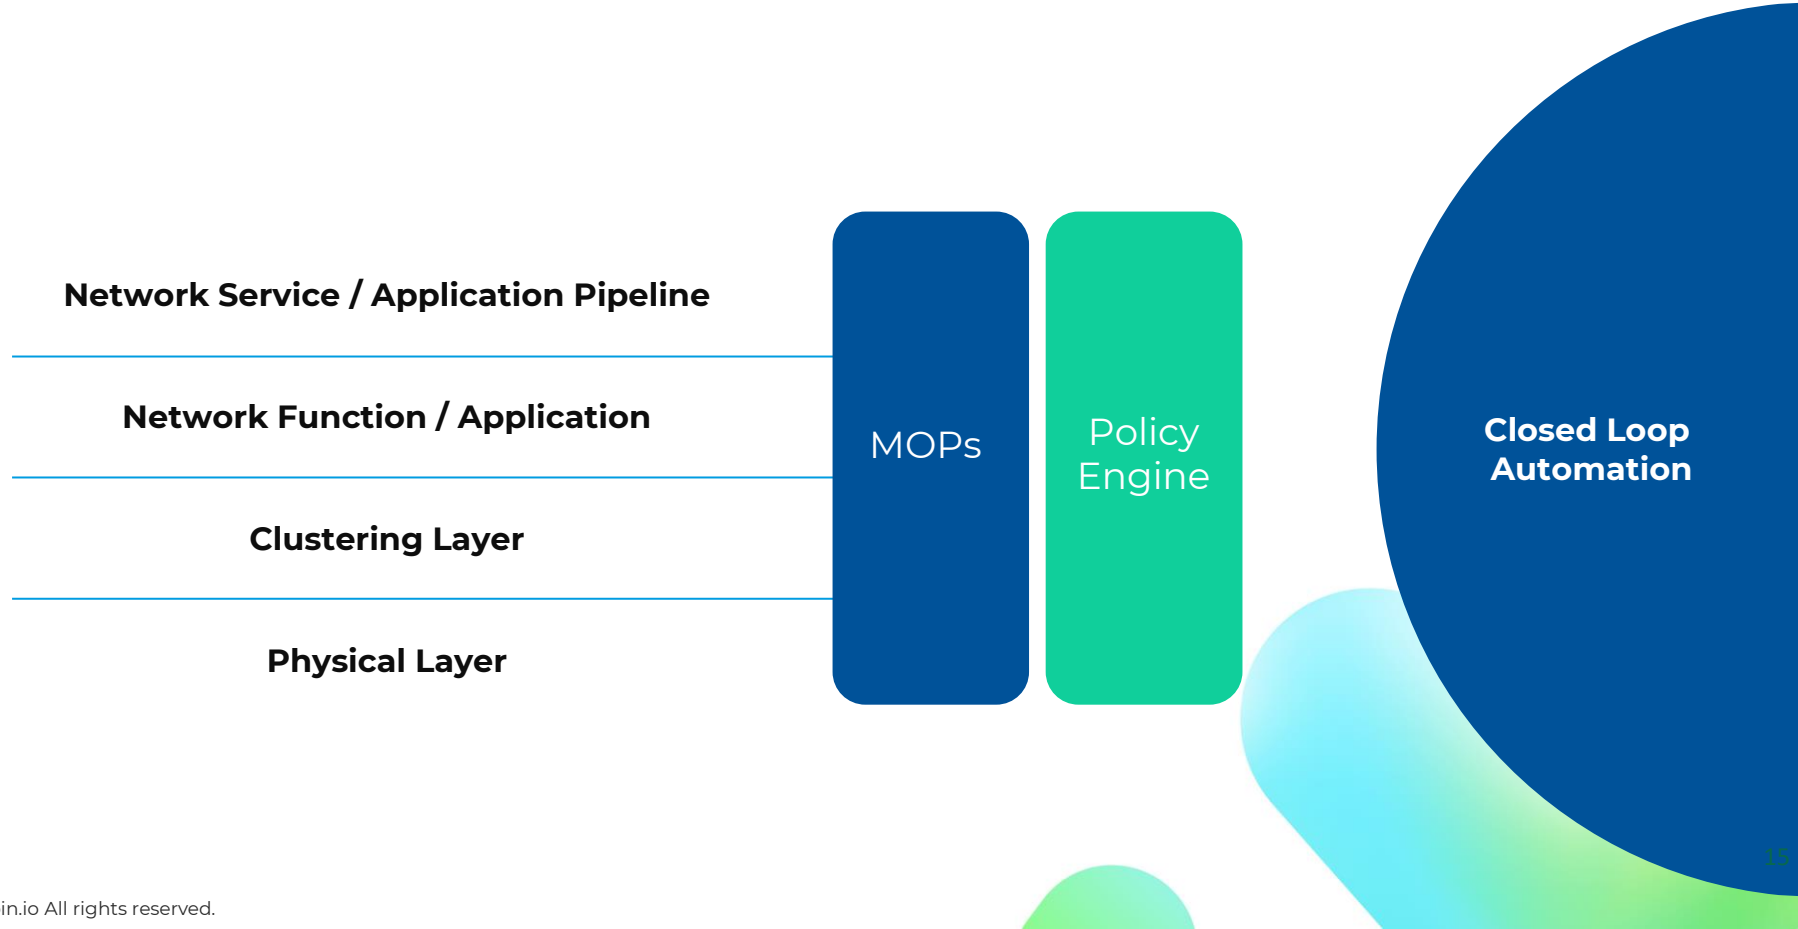 Network Service / Application Pipeline
Network Function / Application
Clustering Layer
Physical Layer
MOPs
Policy
Engine
Closed Loop
Automation
15
in.io All rights reserved.